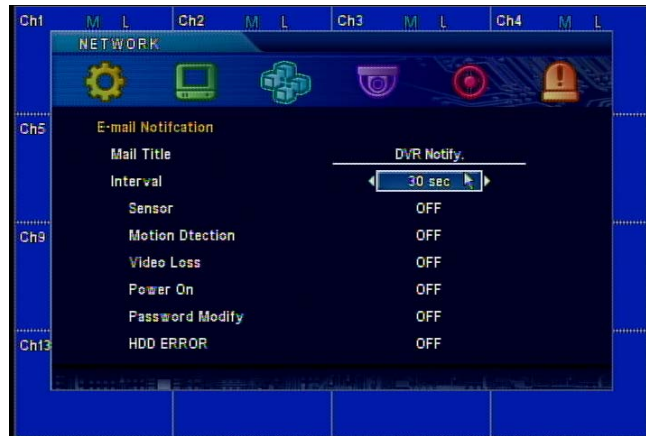 Ch1 M L Ch2 M L Ch3 M L Ch4 M L
NETWORK
Ch5
E-mail Notifcation
Mail Title DVR Notify.
Interval 30 sec
Sensor OFF
Ch9
Motion Dtection OFF
Video Loss OFF
Power On OFF
Password Modify OFF
Ch13
HDD ERROR OFF